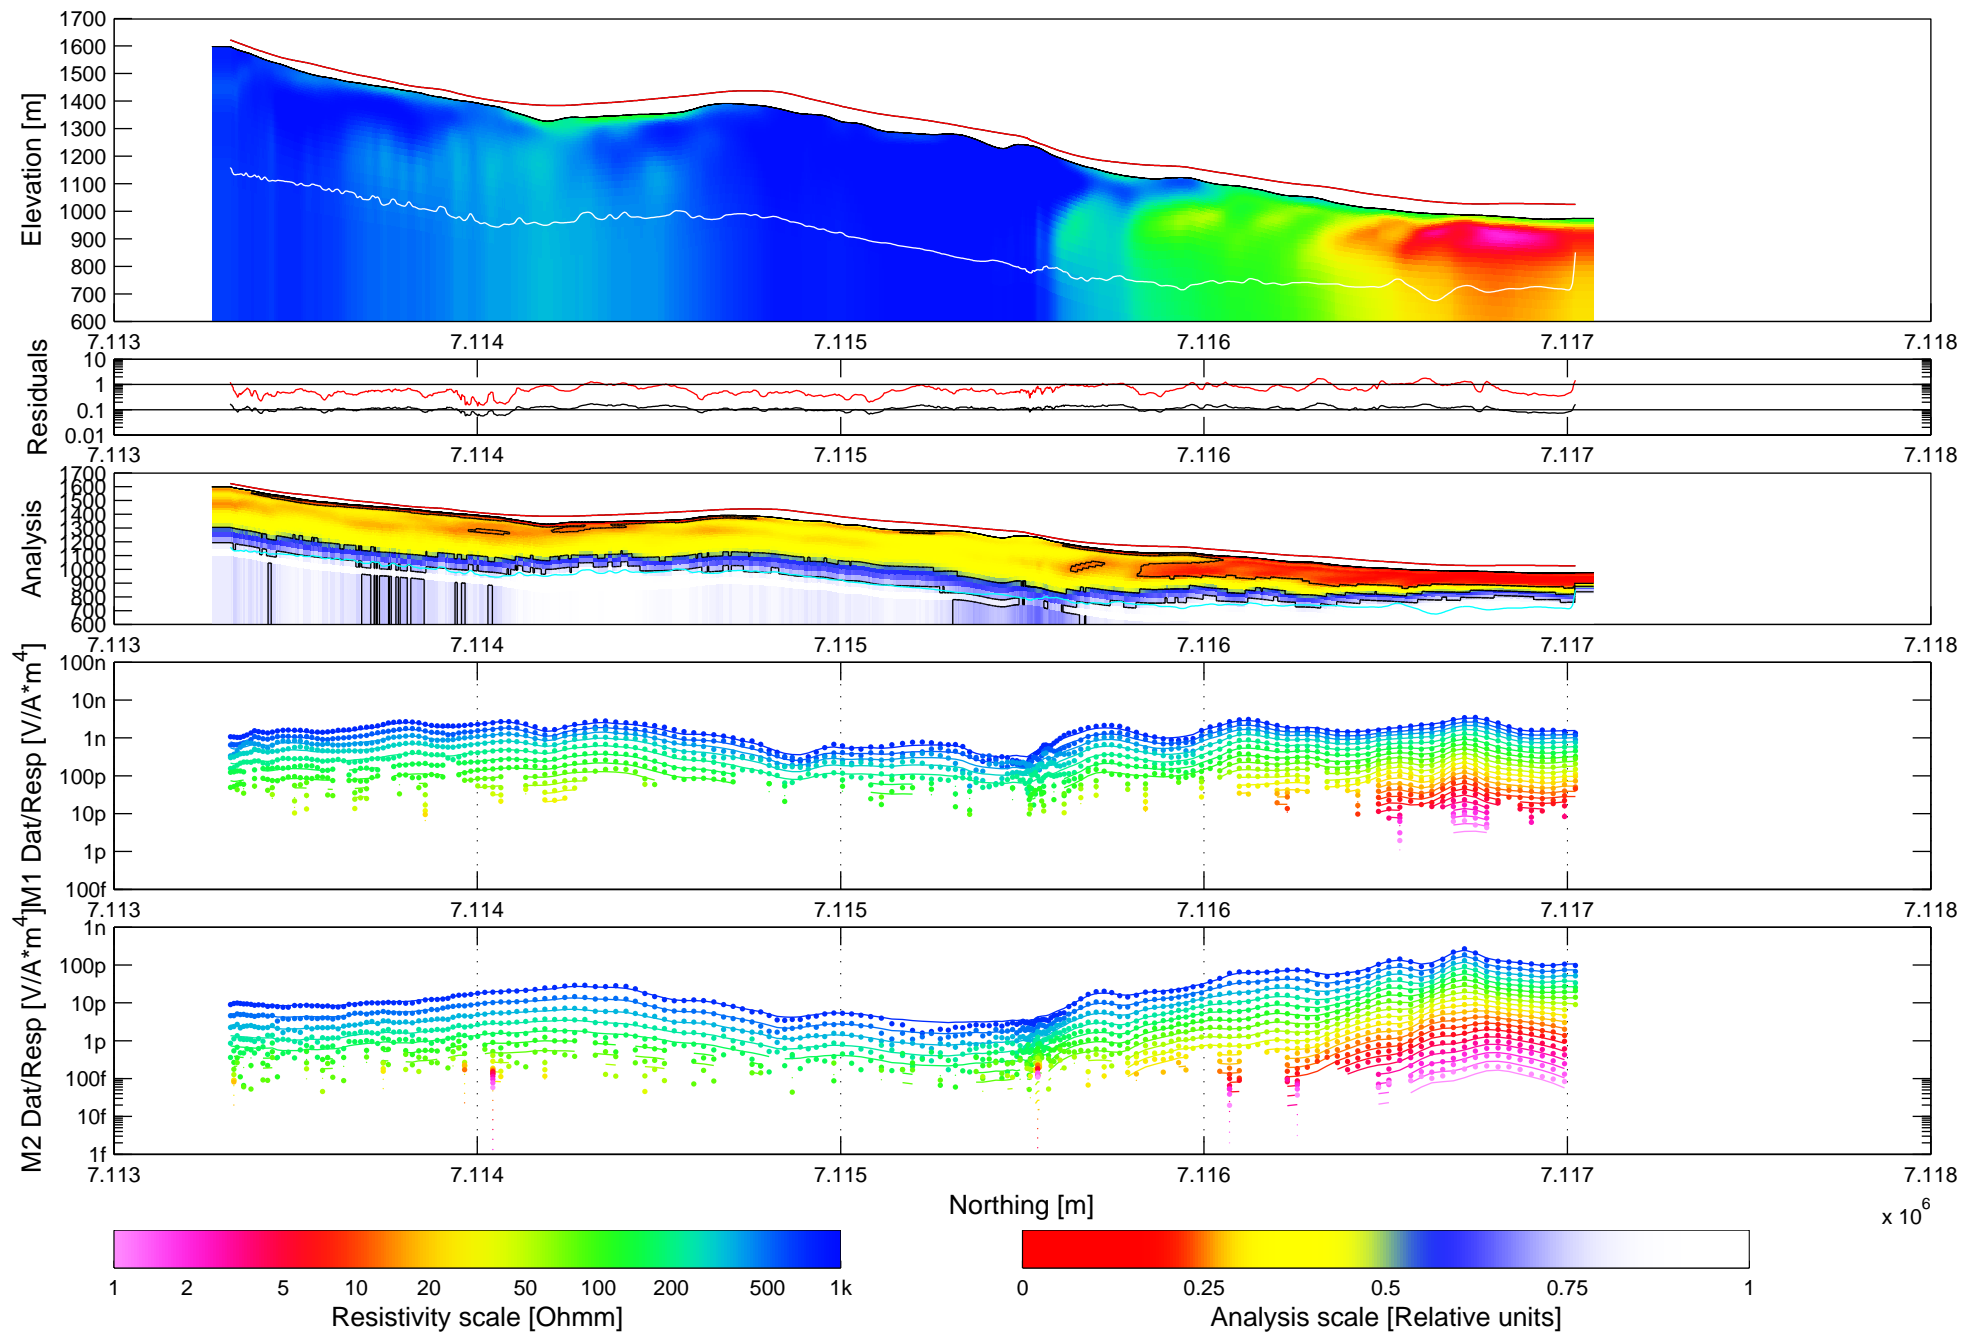 1700
1600
1500
1400
1300
1200
1100
1000
900
800
700
600
Elevation [m]
7.113 7.114 7.115 7.116 7.117 7.118
10
1
0.1
0.01
Residuals
7.113 7.114 7.115 7.116 7.117 7.118
1700
1600
1500
1400
1300
1200
1100
1000
900
800
700
600
Analysis
7.113 7.114 7.115 7.116 7.117 7.118
100n
10n
1n
100p
10p
1p
100f
M1 Dat/Resp [V/A*m^4]
7.113 7.114 7.115 7.116 7.117 7.118
1n
100p
10p
1p
100f
10f
1f
M2 Dat/Resp [V/A*m^4]
7.113 7.114 7.115 7.116 7.117 7.118
Northing [m]
x 10^6
1 2 5 10 20 50 100 200 500 1k
Resistivity scale [Ohmm]
0 0.25 0.5 0.75 1
Analysis scale [Relative units]